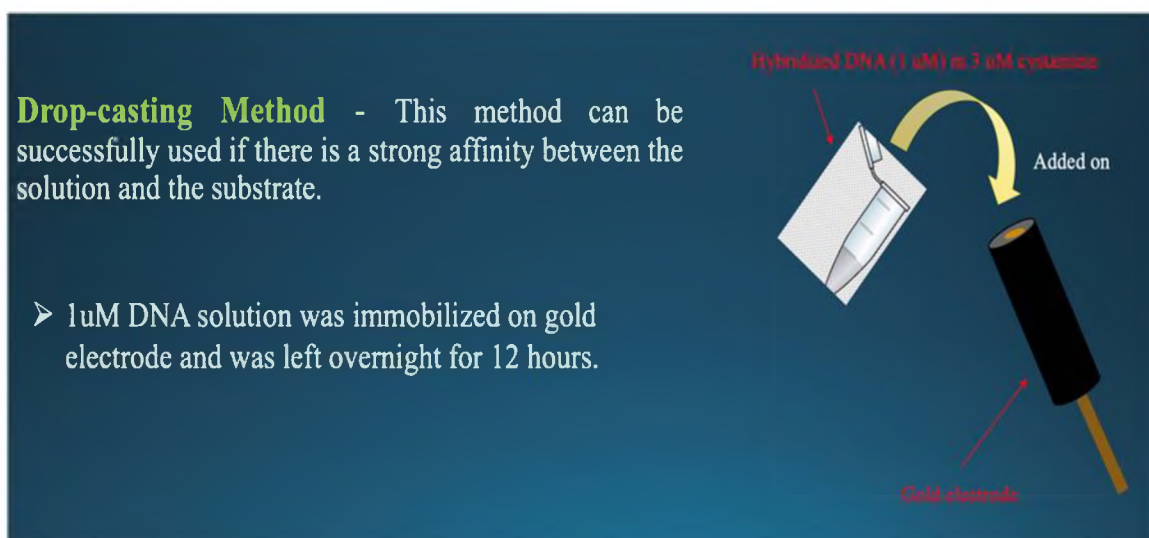 Hybridized DNA (1 uM) in 3 uM
Drop-casting Method - This method can be
successfully used if there is a strong affinity between the
solution and the substrate.
Added on
➤ 1uM DNA solution was immobilized on gold
electrode and was left overnight for 12 hours.
Gold electrode